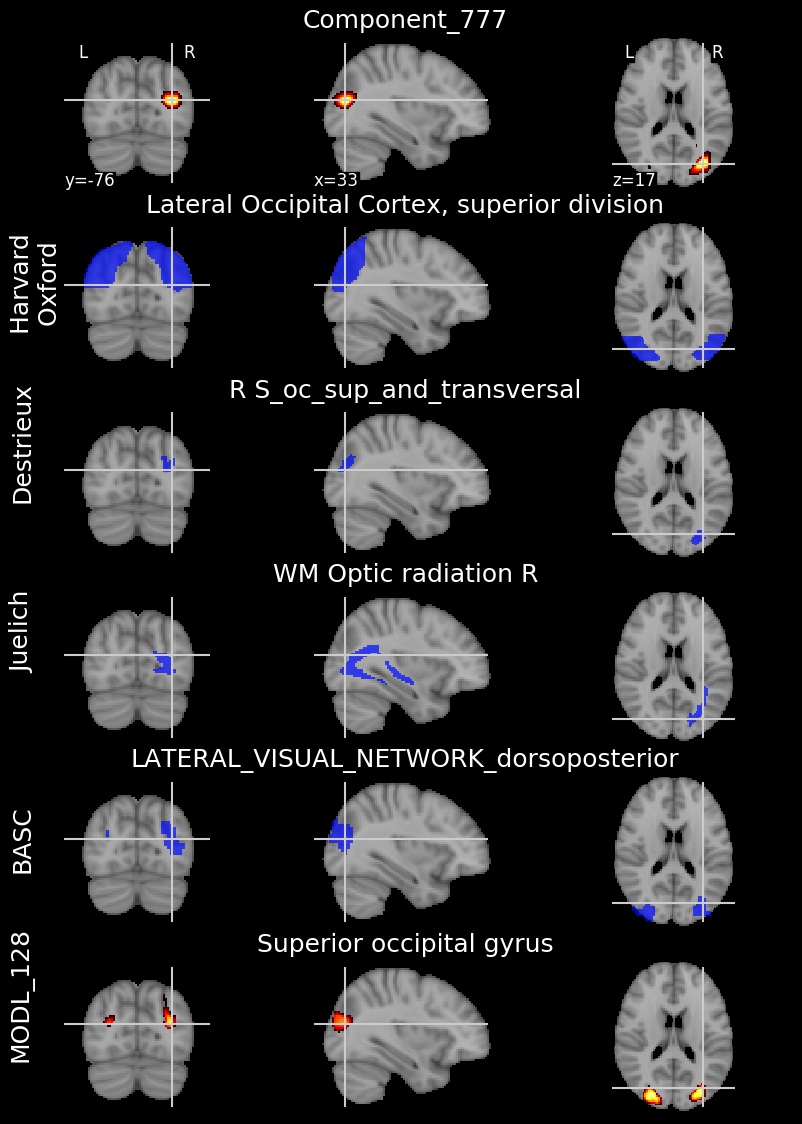 Component_777
L R
L R
y=-76
x=33
z=17
Lateral Occipital Cortex, superior division
Harvard
Oxford
R S_oc_sup_and_transversal
Destrieux
WM Optic radiation R
Juelich
LATERAL_VISUAL_NETWORK_dorsoposterior
BASC
Superior occipital gyrus
MODL_128